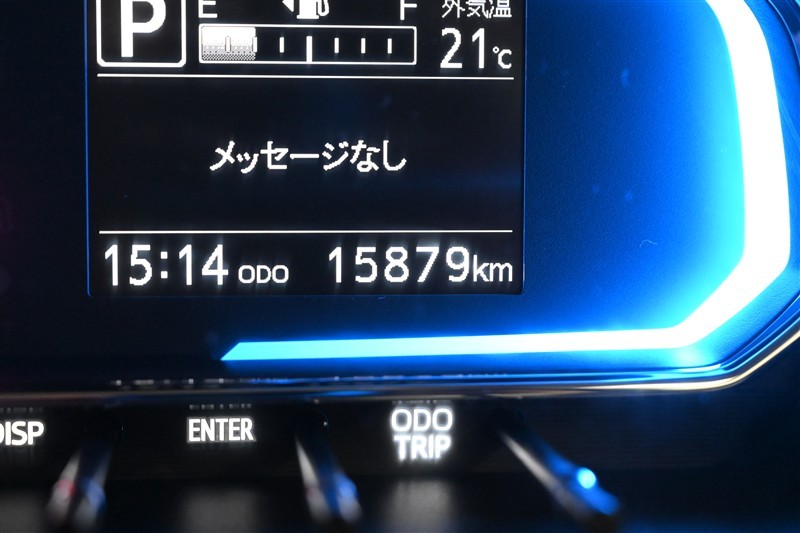 P E F 外気温
21℃
メッセージなし
15:14 ODO 15879km
DISP ENTER ODO
TRIP